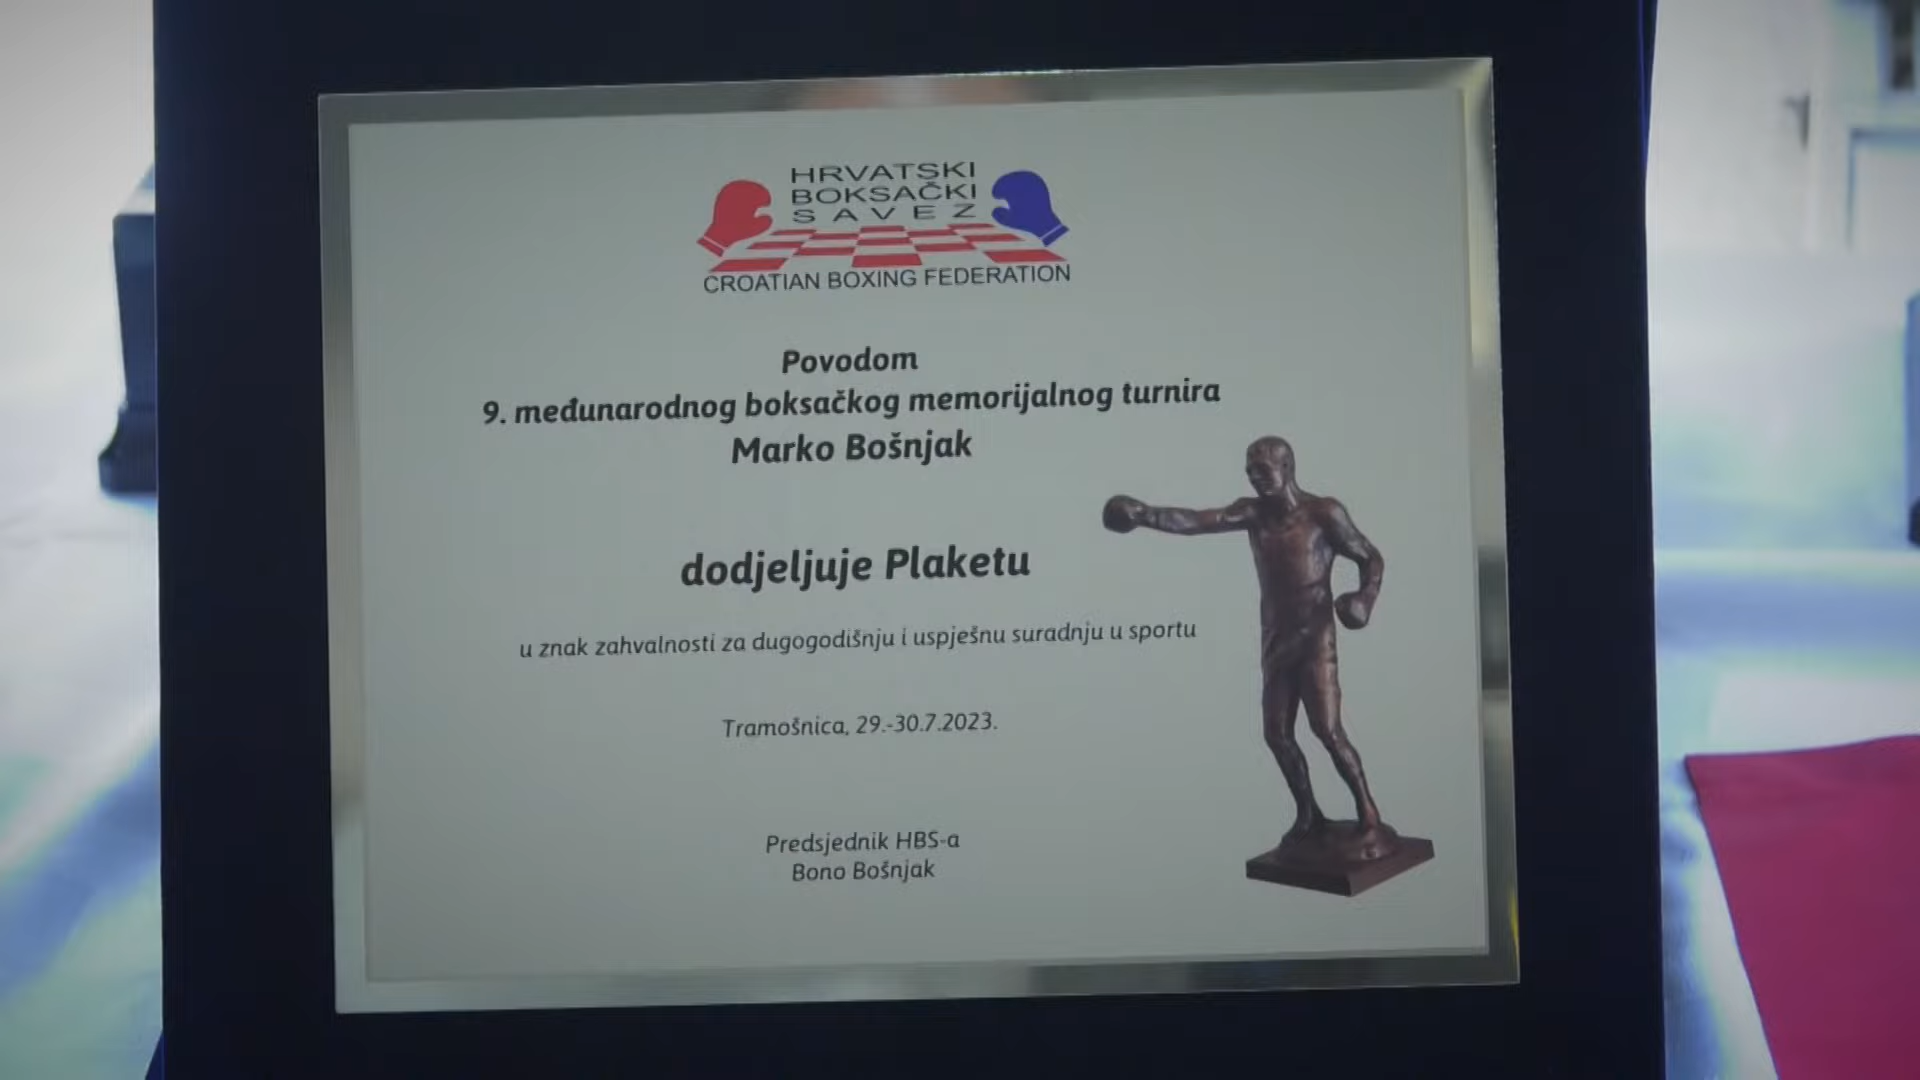 HRVATSKI
BOKSAČKI
SAVEZ
CROATIAN BOXING FEDERATION
Povodom
9. međunarodnog boksačkog memorijalnog turnira
Marko Bošnjak
dodjeljuje Plaketu
u znak zahvalnosti za dugogodišnju i uspješnu suradnju u sportu
Tramošnica, 29.-30.7.2023.
Predsjednik HBS-a
Bono Bošnjak